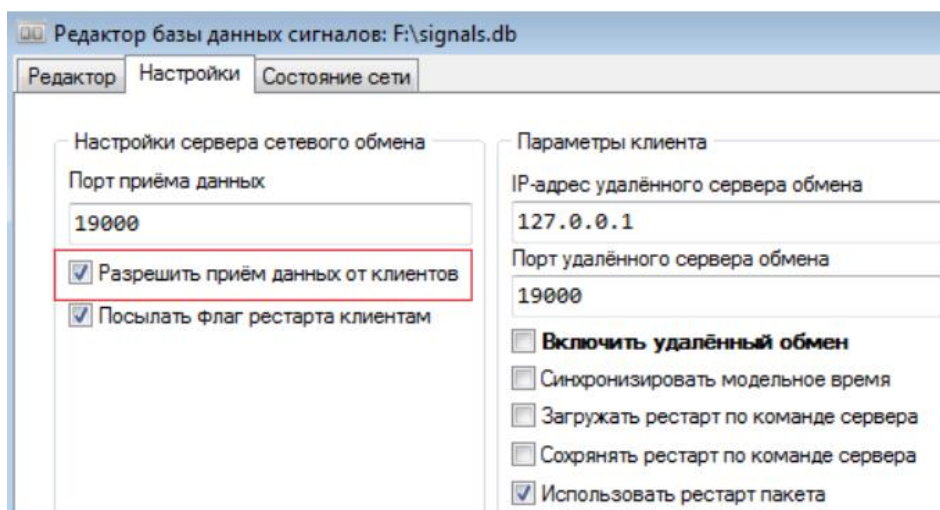 Редактор базы данных сигналов: F:\signals.db
Редактор Настройки Состояние сети
Настройки сервера сетевого обмена
Порт приёма данных
19000
Разрешить приём данных от клиентов
Посылать флаг рестарта клиентам
Параметры клиента
IP-адрес удалённого сервера обмена
127.0.0.1
Порт удалённого сервера обмена
19000
Включить удалённый обмен
Синхронизировать модельное время
Загружать рестарт по команде сервера
Сохранять рестарт по команде сервера
Использовать рестарт пакета